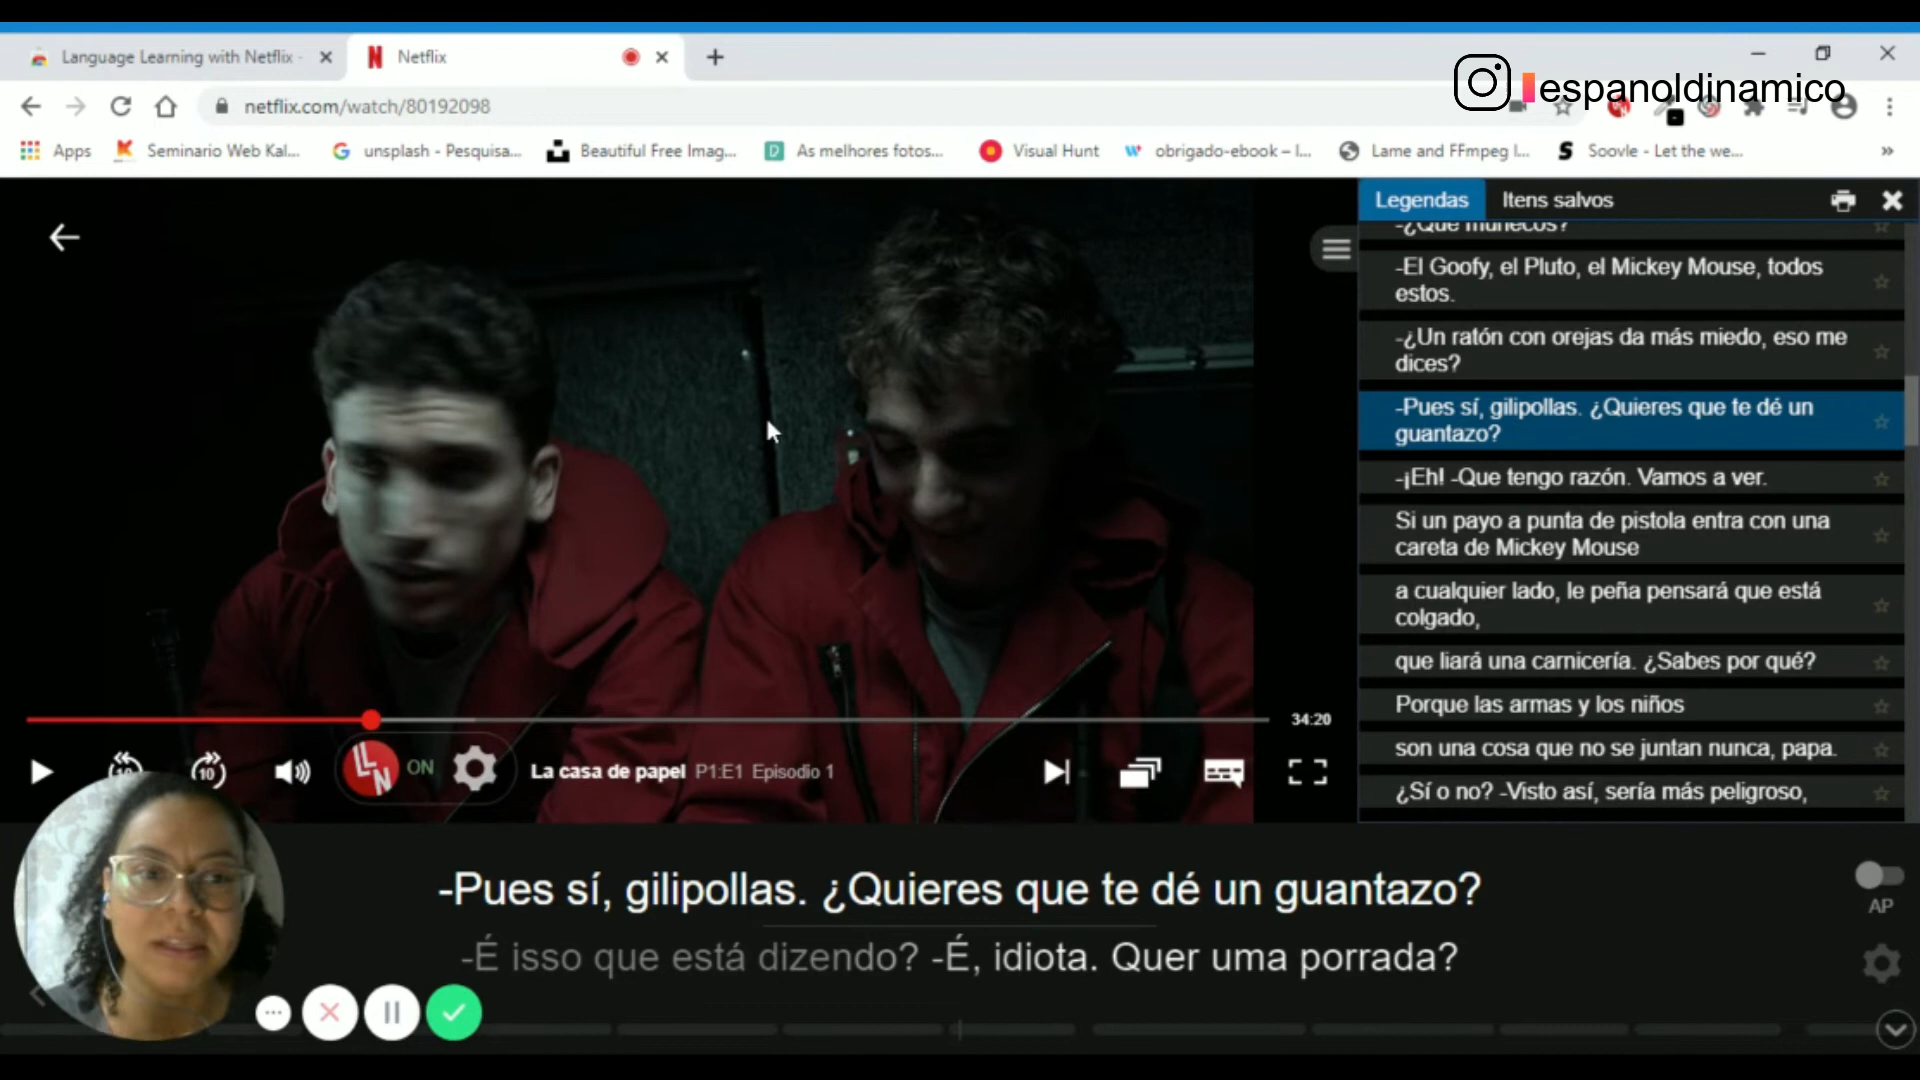 Language Learning with Netflix -
Netflix
espanoldinamico
netflix.com/watch/80192098
Apps
Seminario Web Kal...
unsplash - Pesquisa...
Beautiful Free Imag...
As melhores fotos...
Visual Hunt
obrigado-ebook – I...
Lame and FFmpeg I...
Soovle - Let the we...
»
Legendas
Itens salvos
-¿Qué muñecos?
-El Goofy, el Pluto, el Mickey Mouse, todos
estos.
-¿Un ratón con orejas da más miedo, eso me
dices?
-Pues sí, gilipollas. ¿Quieres que te dé un
guantazo?
-¡Eh! -Que tengo razón. Vamos a ver.
Si un payo a punta de pistola entra con una
careta de Mickey Mouse
a cualquier lado, le peña pensará que está
colgado,
que liará una carnicería. ¿Sabes por qué?
Porque las armas y los niños
son una cosa que no se juntan nunca, papa.
¿Sí o no? -Visto así, sería más peligroso,
34:20
10
10
LLN
ON
La casa de papel P1:E1 Episodio 1
-Pues sí, gilipollas. ¿Quieres que te dé un guantazo?
-É isso que está dizendo? -É, idiota. Quer uma porrada?
AP